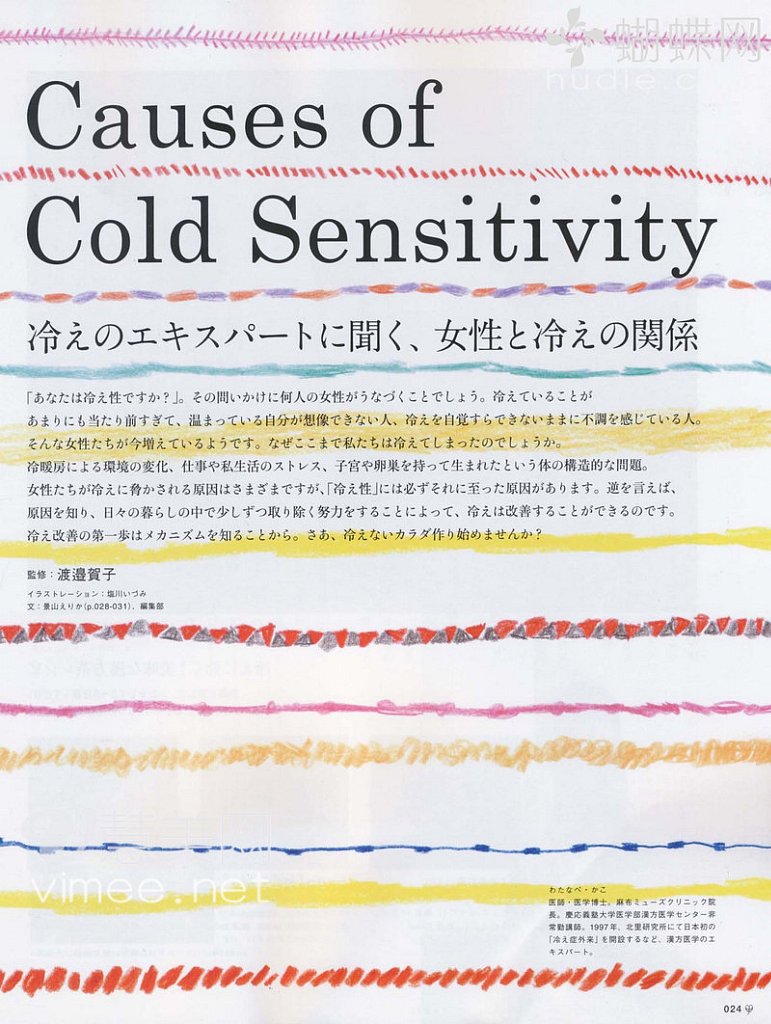 蝴蝶网
hudie.c
Causes of
Cold Sensitivity
冷えのエキスパートに聞く、女性と冷えの関係
「あなたは冷え性ですか？」。その問いかけに何人の女性がうなづくことでしょう。冷えていることが
あまりにも当たり前すぎて、温まっている自分が想像できない人、冷えを自覚すらできないままに不調を感じている人。
そんな女性たちが今増えているようです。なぜここまで私たちは冷えてしまったのでしょうか。
冷暖房による環境の変化、仕事や私生活のストレス、子宮や卵巣を持って生まれたという体の構造的な問題。
女性たちが冷えに脅かされる原因はさまざまですが、「冷え性」には必ずそれに至った原因があります。逆を言えば、
原因を知り、日々の暮らしの中で少しずつ取り除く努力をすることによって、冷えは改善することができるのです。
冷え改善の第一歩はメカニズムを知ることから。さあ、冷えないカラダ作り始めませんか？
監修：渡邉賀子
イラストレーション：塩川いづみ
文：景山えりか(p.028-031)、編集部
vimee.net
わたなべ・かこ
医師・医学博士。麻布ミューズクリニック院
長。慶応義塾大学医学部漢方医学センター非
常勤講師。1997年、北里研究所にて日本初の
「冷え症外来」を開設するなど、漢方医学のエ
キスパート。
024